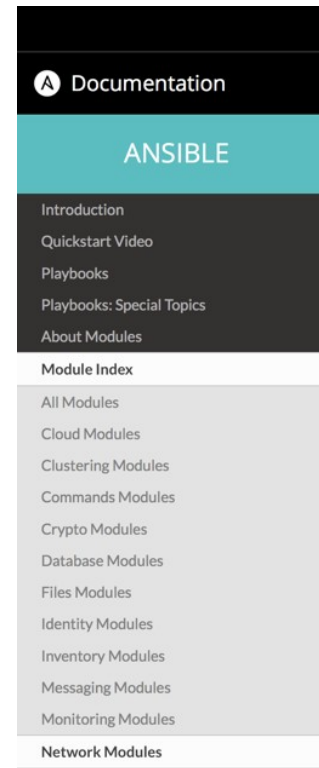 Documentation
ANSIBLE
Introduction
Quickstart Video
Playbooks
Playbooks: Special Topics
About Modules
Module Index
All Modules
Cloud Modules
Clustering Modules
Commands Modules
Crypto Modules
Database Modules
Files Modules
Identity Modules
Inventory Modules
Messaging Modules
Monitoring Modules
Network Modules